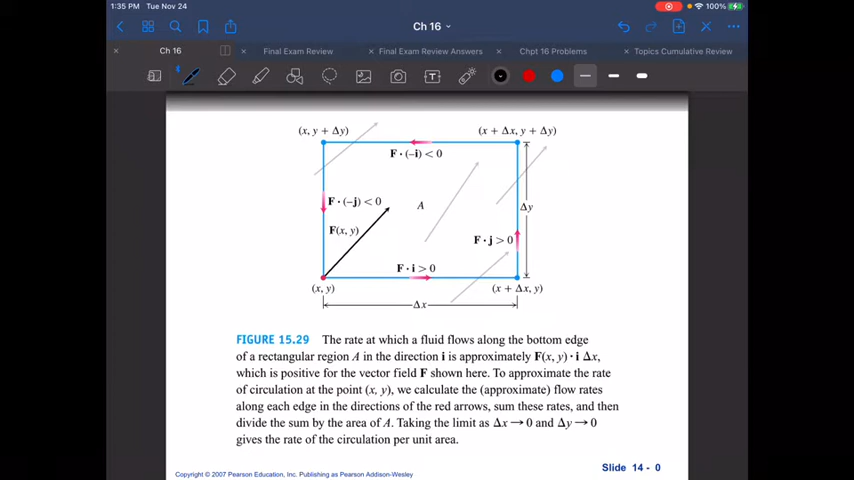 1:35 PM Tue Nov 24
100%
Ch 16
Ch 16
Final Exam Review
Final Exam Review Answers
Chpt 16 Problems
Topics Cumulative Review
(x, y + Δy)
(x + Δx, y + Δy)
F · (−i) < 0
F · (−j) < 0
A
Δy
F(x, y)
F · j > 0
F · i > 0
(x, y)
(x + Δx, y)
Δx
FIGURE 15.29 The rate at which a fluid flows along the bottom edge
of a rectangular region A in the direction i is approximately F(x, y) · i Δx,
which is positive for the vector field F shown here. To approximate the rate
of circulation at the point (x, y), we calculate the (approximate) flow rates
along each edge in the directions of the red arrows, sum these rates, and then
divide the sum by the area of A. Taking the limit as Δx → 0 and Δy → 0
gives the rate of the circulation per unit area.
Slide 14 - 0
Copyright © 2007 Pearson Education, Inc. Publishing as Pearson Addison-Wesley